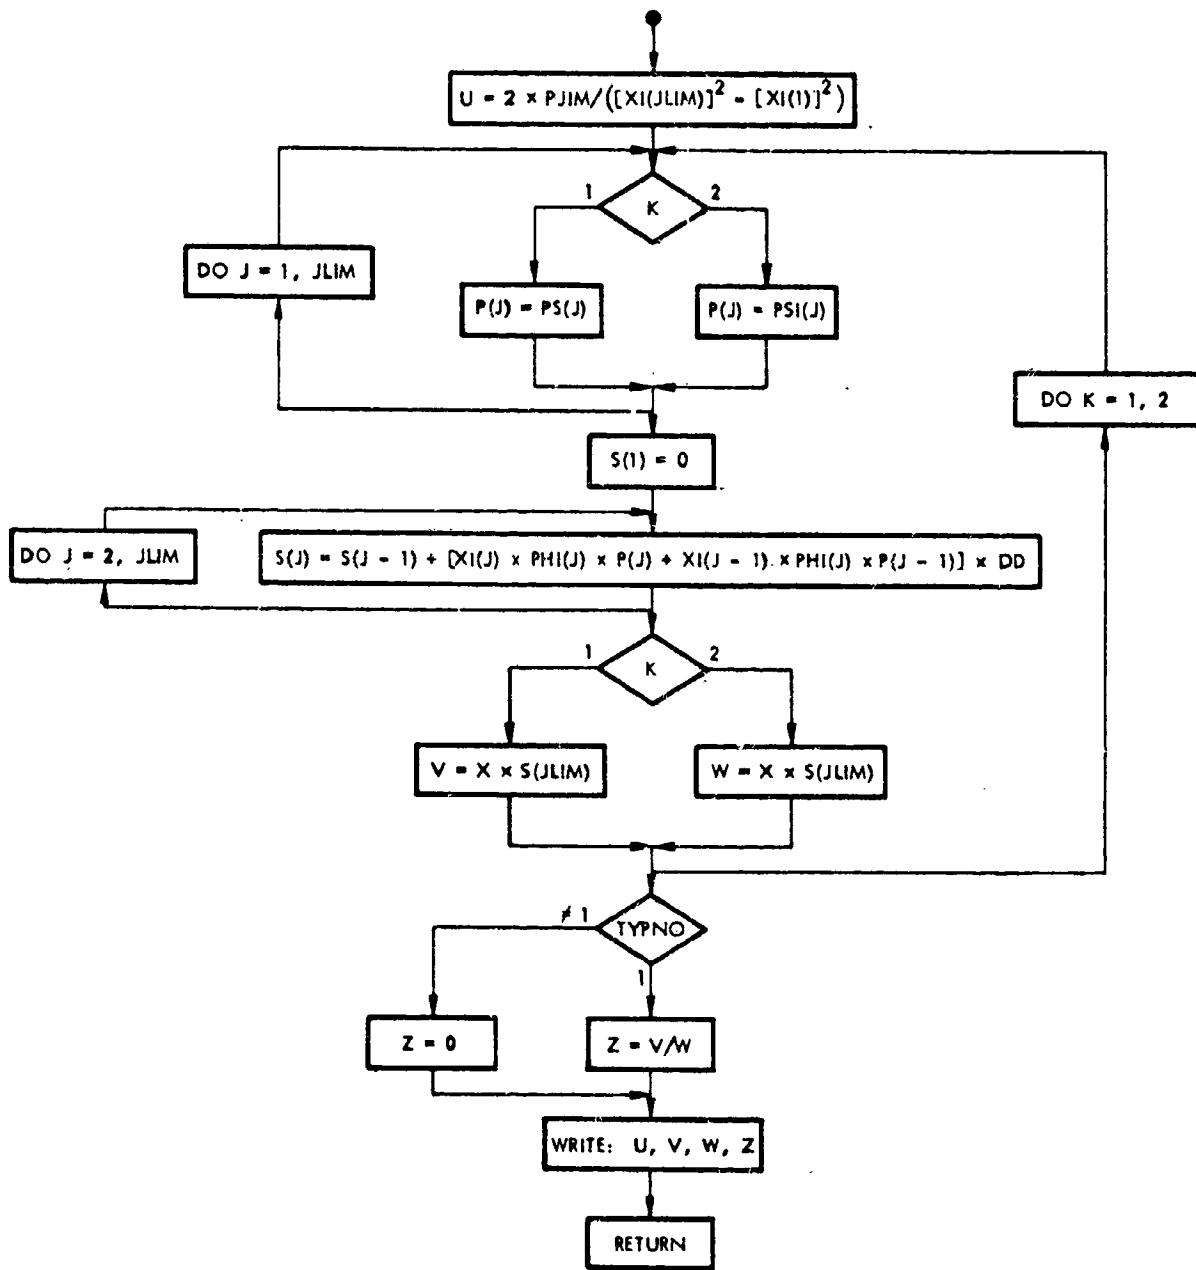 U = 2 × PJIM/([XI(JLIM)]² - [XI(1)]²)
1
K
2
DO J = 1, JLIM
P(J) = PS(J)
P(J) = PSI(J)
DO K = 1, 2
S(1) = 0
DO J = 2, JLIM
S(J) = S(J - 1) + [XI(J) × PHI(J) × P(J) + XI(J - 1). × PHI(J) × P(J - 1)] × DD
1
K
2
V = X × S(JLIM)
W = X × S(JLIM)
≠ 1
TYPNO
1
Z = 0
Z = V/W
WRITE: U, V, W, Z
RETURN